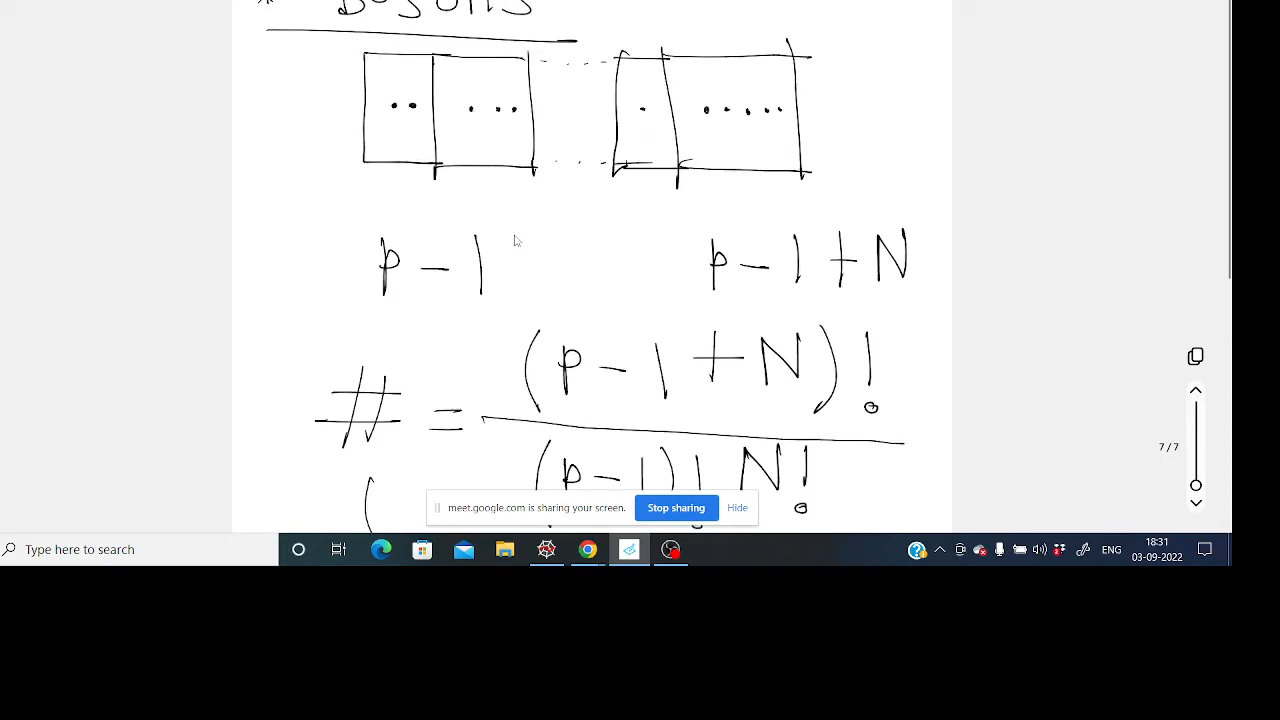 * Bosons
p - 1
p - 1 + N
(p - 1 + N)!
# =
(p - 1)! N!
(
meet.google.com is sharing your screen. Stop sharing Hide
7/7
Type here to search
ENG
18:31
03-09-2022